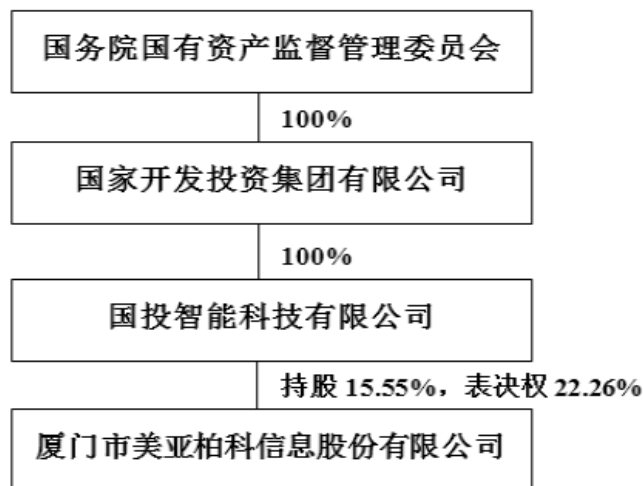 国务院国有资产监督管理委员会
100%
国家开发投资集团有限公司
100%
国投智能科技有限公司
持股 15.55%，表决权 22.26%
厦门市美亚柏科信息股份有限公司